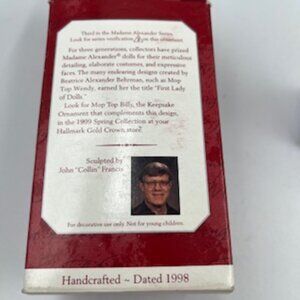 Third in the Madame Alexander Series.
Look for series verification on this ornament.
For three generations, collectors have prized
Madame Alexander® dolls for their meticulous
detailing, elaborate costumes, and expressive
faces. The many endearing designs created by
Beatrice Alexander Behrman, such as Mop
Top Wendy, earned her the title "First Lady
of Dolls."
Look for Mop Top Billy, the Keepsake
Ornament that complements this design,
in the 1999 Spring Collection at your
Hallmark Gold Crown store.
Sculpted by
John "Collin" Francis
For decorative use only. Not for young children.
Handcrafted ~ Dated 1998